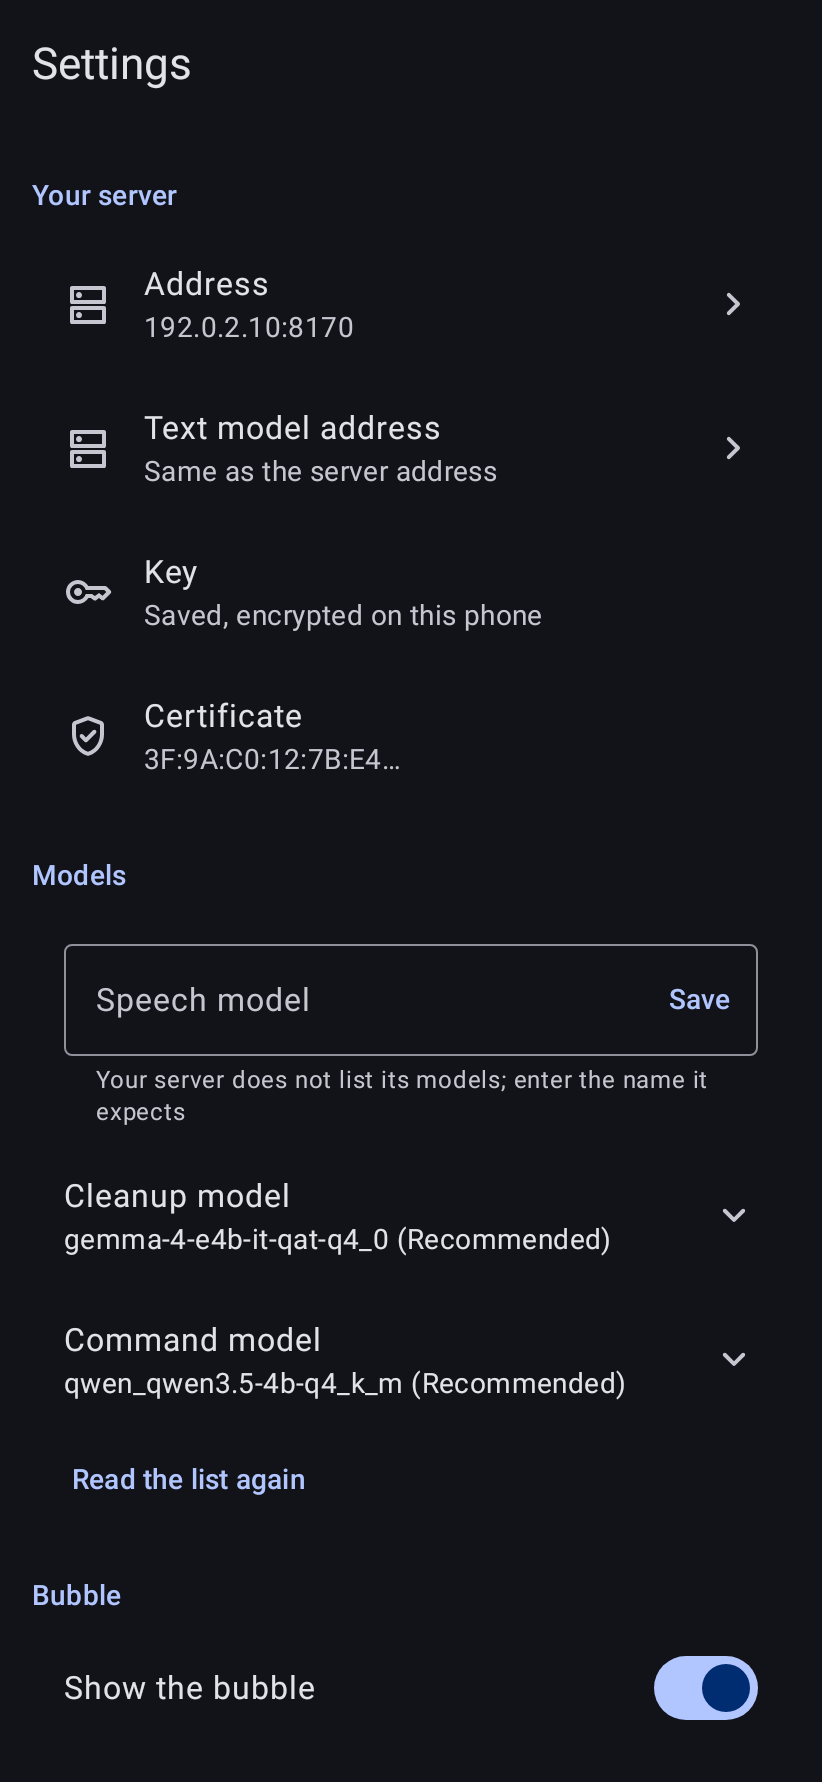 Settings
Your server
Address
192.0.2.10:8170
Text model address
Same as the server address
Key
Saved, encrypted on this phone
Certificate
3F:9A:C0:12:7B:E4…
Models
Speech model
Save
Your server does not list its models; enter the name it
expects
Cleanup model
gemma-4-e4b-it-qat-q4_0 (Recommended)
Command model
qwen_qwen3.5-4b-q4_k_m (Recommended)
Read the list again
Bubble
Show the bubble